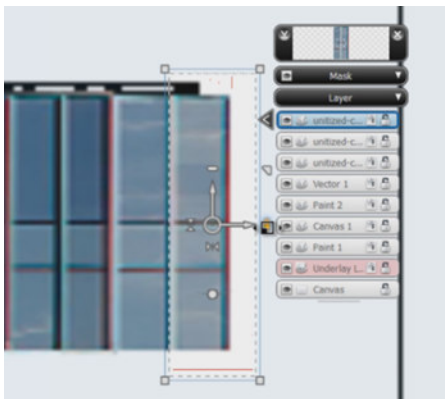 Mask
Layer
unitized-c...
unitized-c...
unitized-c...
Vector 1
Paint 2
Canvas 1
Paint 1
Underlay L...
Canvas